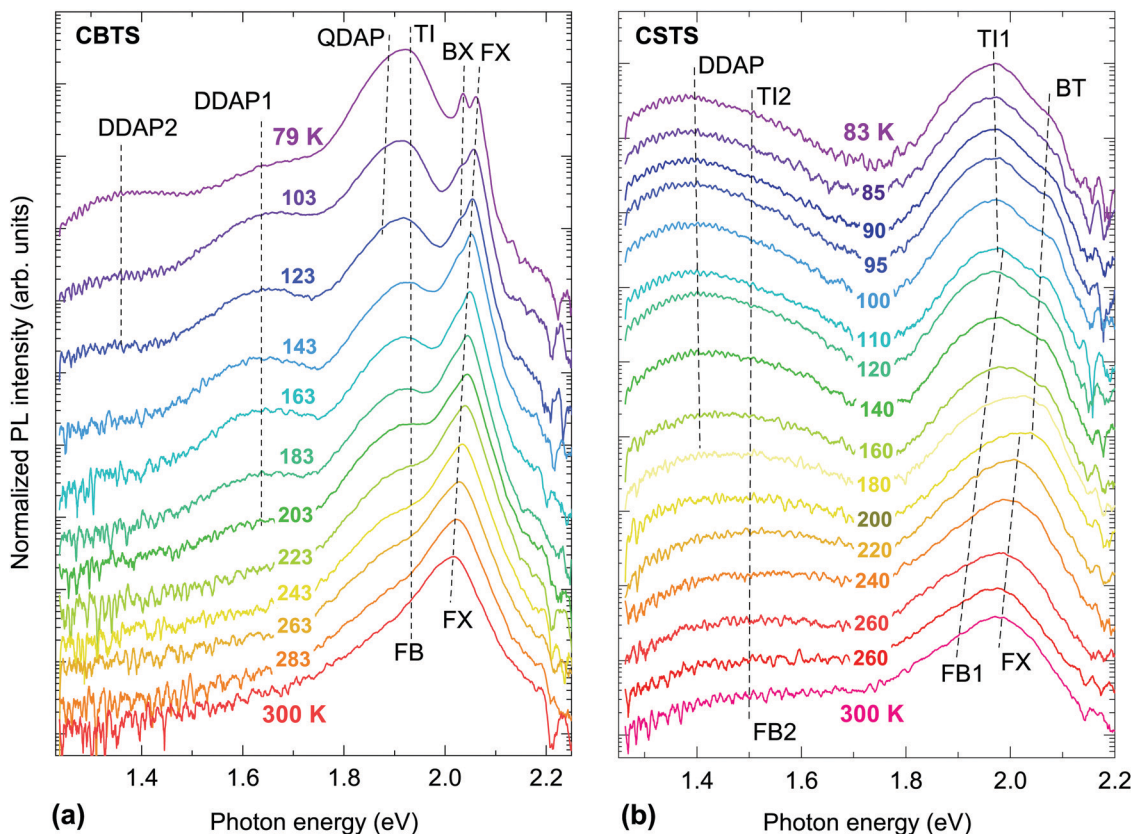 CBTS
QDAP
TI
BX
FX
DDAP1
DDAP2
79 K
103
123
143
163
183
203
223
243
263
283
300 K
FB
FX
Normalized PL intensity (arb. units)
1.4
1.6
1.8
2.0
2.2
(a)
Photon energy (eV)
CSTS
TI1
DDAP
TI2
BT
83 K
85
90
95
100
110
120
140
160
180
200
220
240
260
260
300 K
FB1
FX
FB2
1.4
1.6
1.8
2.0
2.2
(b)
Photon energy (eV)